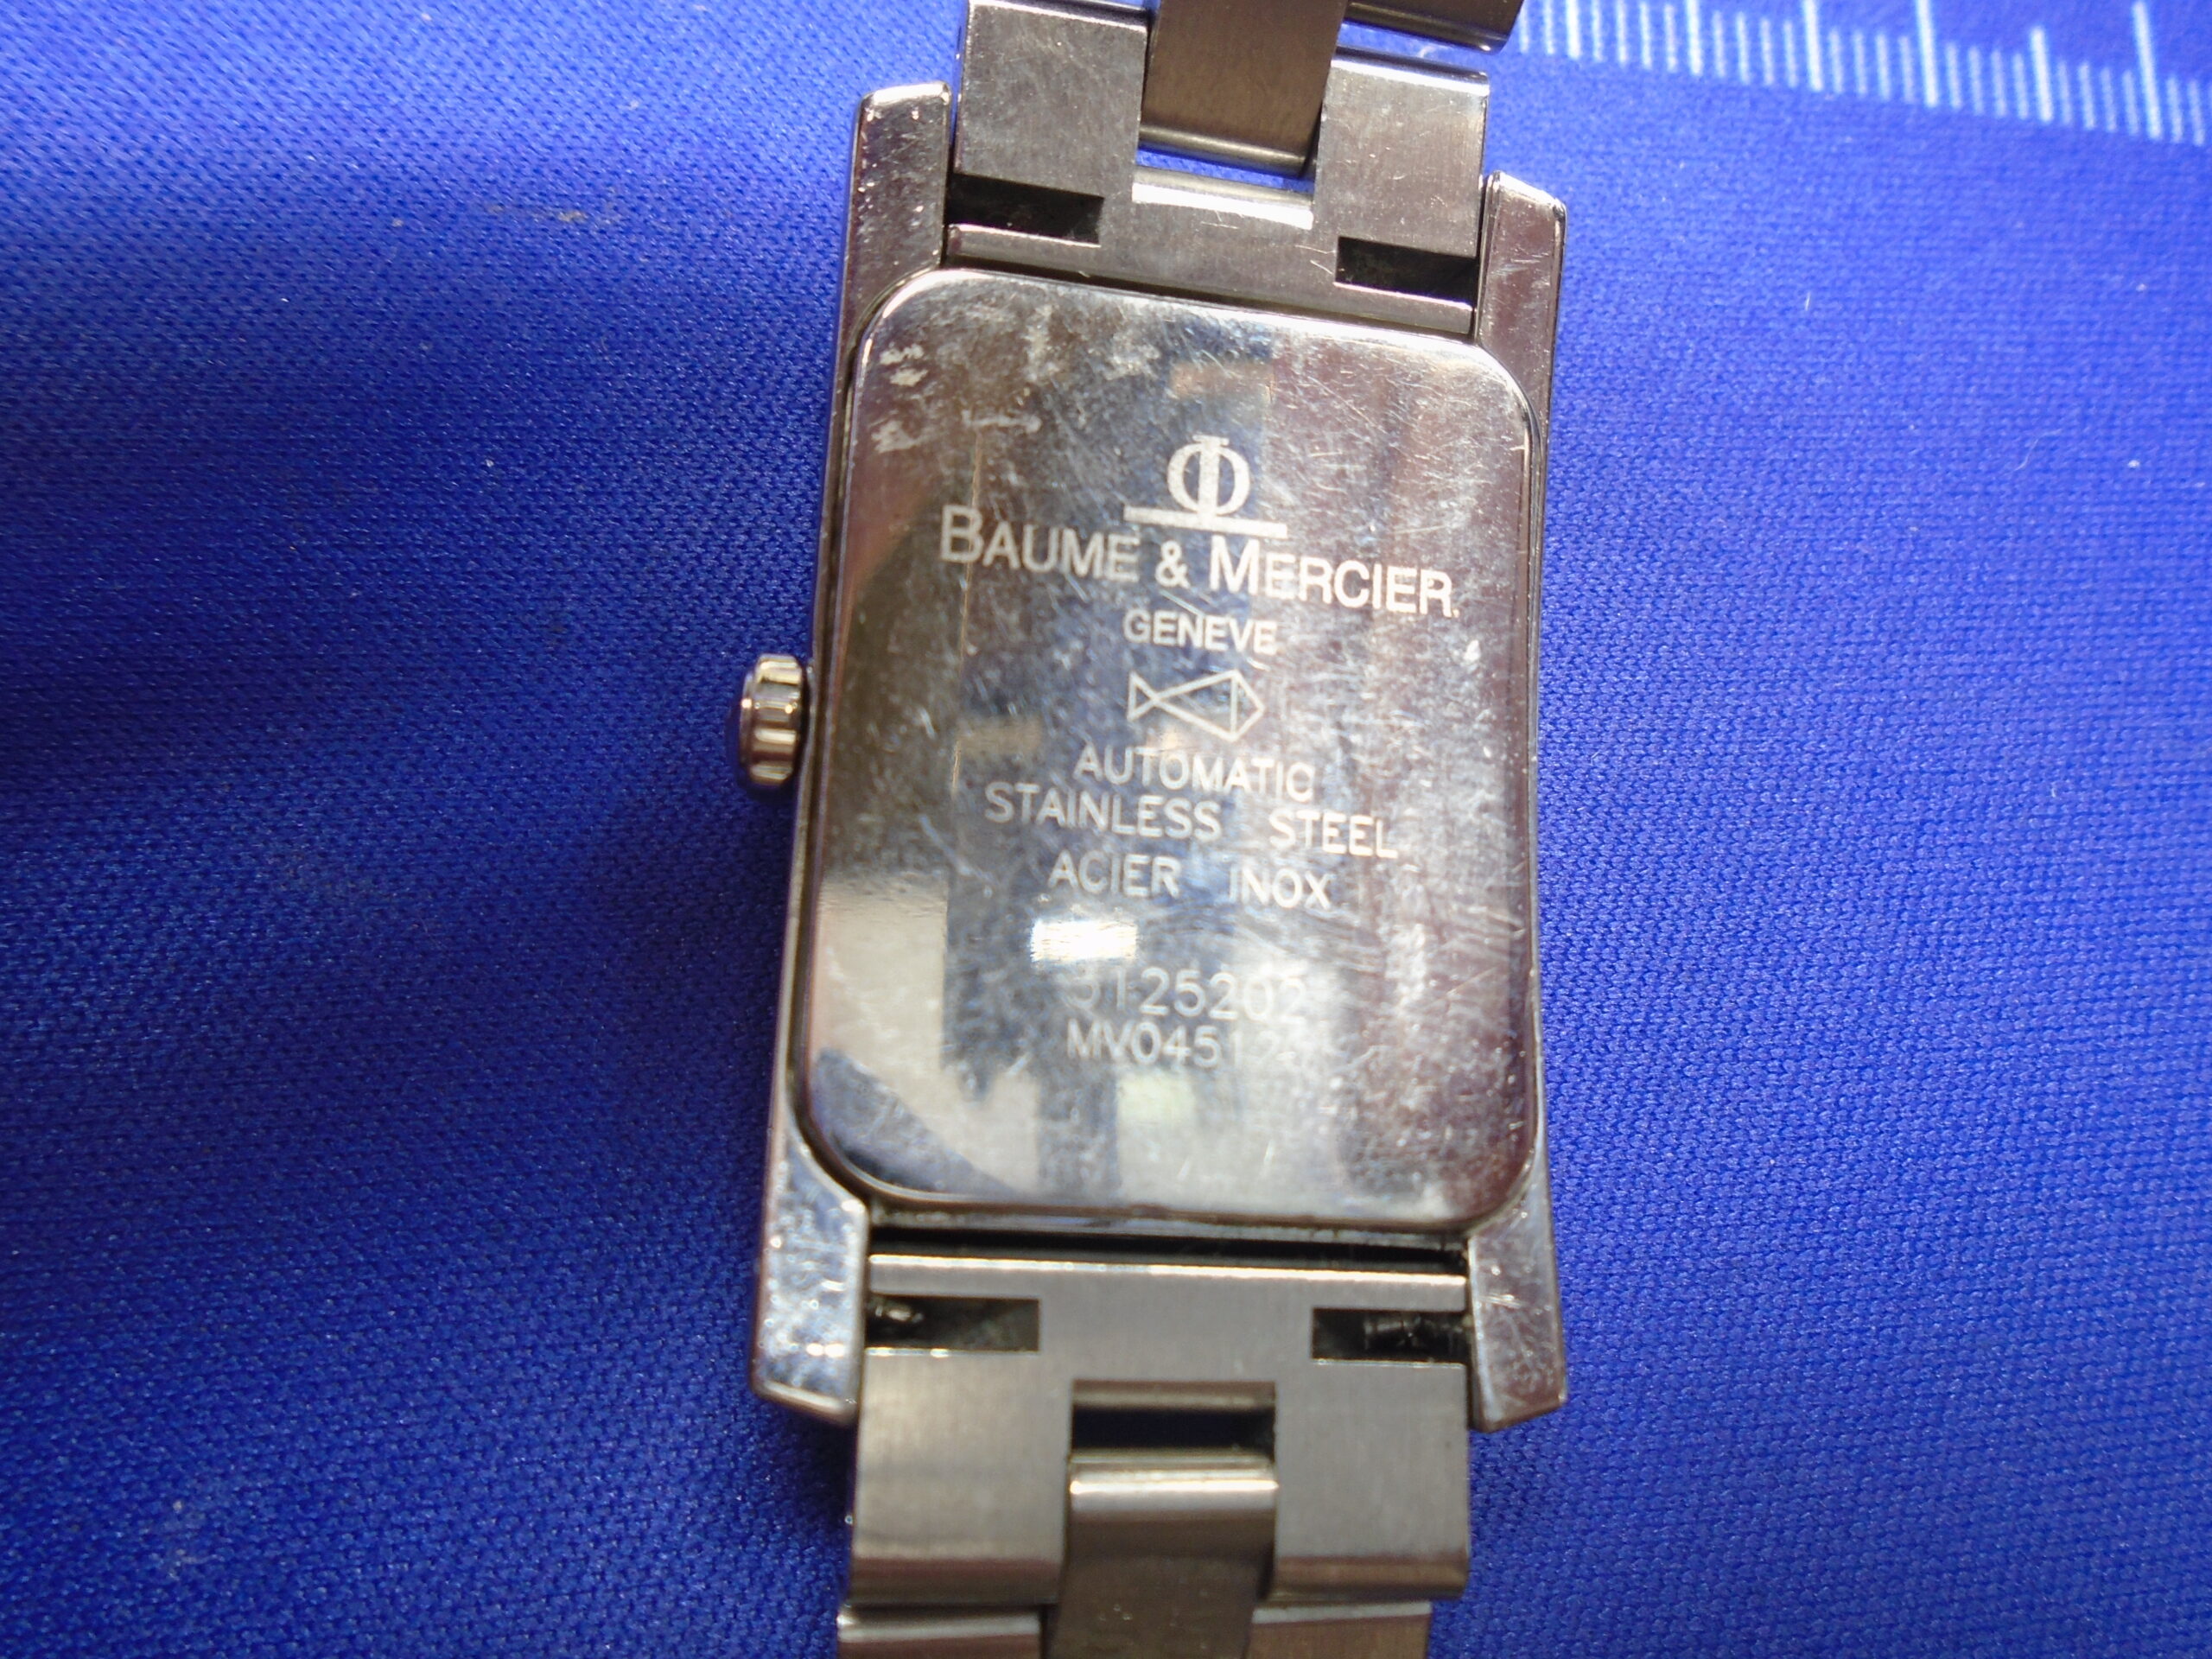 BAUME & MERCIER
GENEVE
AUTOMATIC
STAINLESS STEEL
ACIER INOX